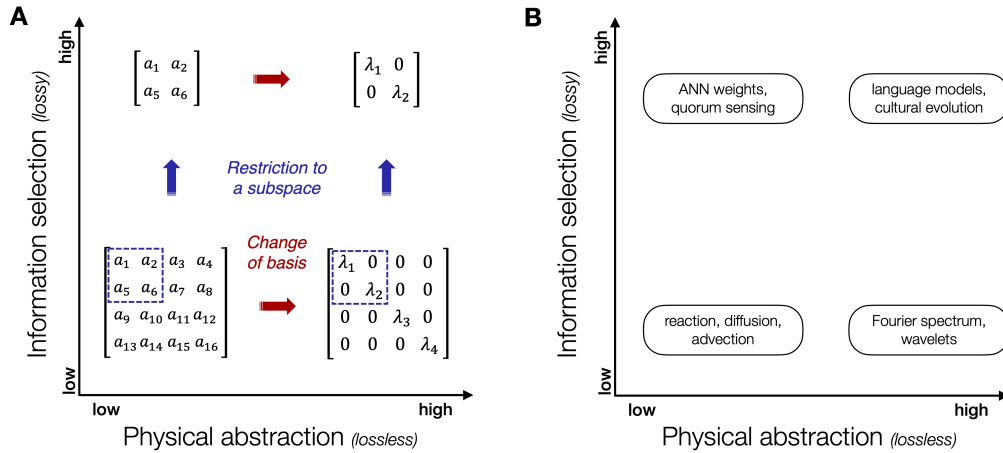 A
high
Information selection (lossy)
low
a1 a2
a5 a6
λ1 0
0 λ2
Restriction to
a subspace
Change
of basis
a1 a2 a3 a4
a5 a6 a7 a8
a9 a10 a11 a12
a13 a14 a15 a16
λ1 0 0 0
0 λ2 0 0
0 0 λ3 0
0 0 0 λ4
low
high
Physical abstraction (lossless)
B
high
Information selection (lossy)
low
ANN weights,
quorum sensing
language models,
cultural evolution
reaction, diffusion,
advection
Fourier spectrum,
wavelets
low
high
Physical abstraction (lossless)